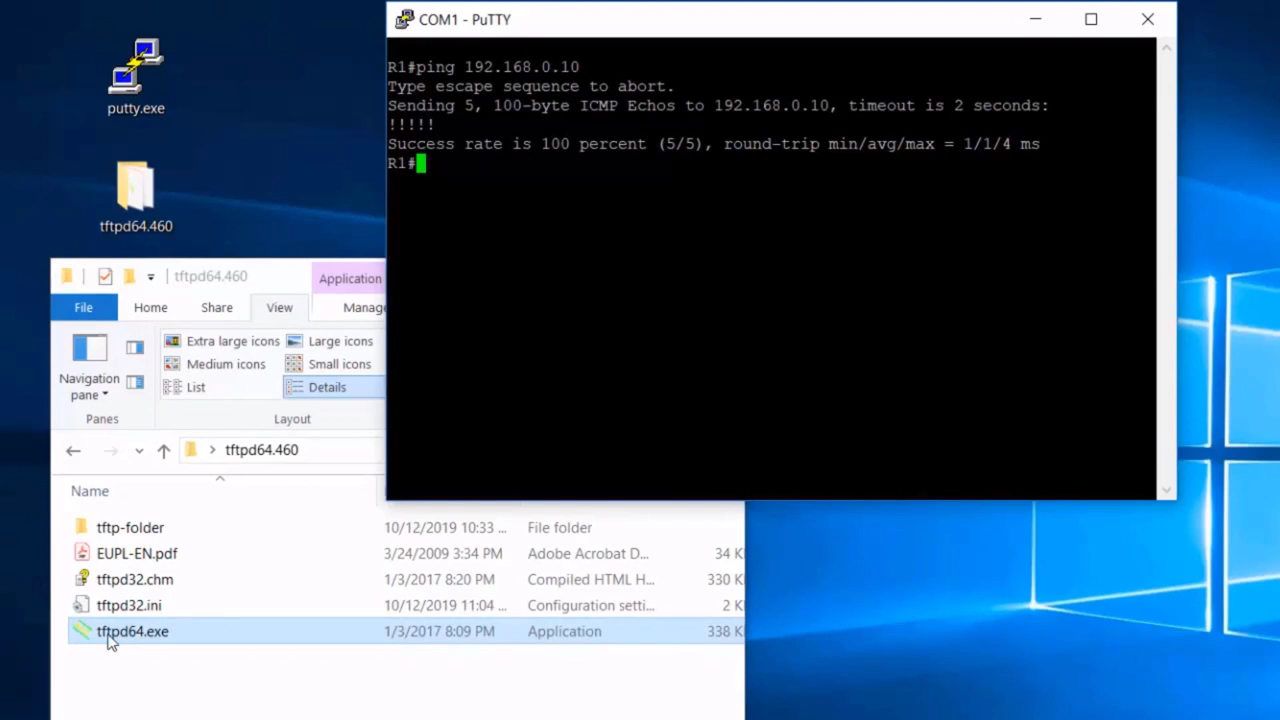 COM1 - PuTTY
R1#ping 192.168.0.10
Type escape sequence to abort.
Sending 5, 100-byte ICMP Echos to 192.168.0.10, timeout is 2 seconds:
!!!!!
Success rate is 100 percent (5/5), round-trip min/avg/max = 1/1/4 ms
R1#
putty.exe
tftpd64.460
tftpd64.460 Application
File Home Share View Manage
Extra large icons Large icons
Medium icons Small icons
List Details
Navigation
pane
Panes Layout
tftpd64.460
Name
tftp-folder 10/12/2019 10:33 ... File folder
EUPL-EN.pdf 3/24/2009 3:34 PM Adobe Acrobat D... 34 K
tftpd32.chm 1/3/2017 8:20 PM Compiled HTML H... 330 K
tftpd32.ini 10/12/2019 11:04 ... Configuration setti... 2 K
tftpd64.exe 1/3/2017 8:09 PM Application 338 K